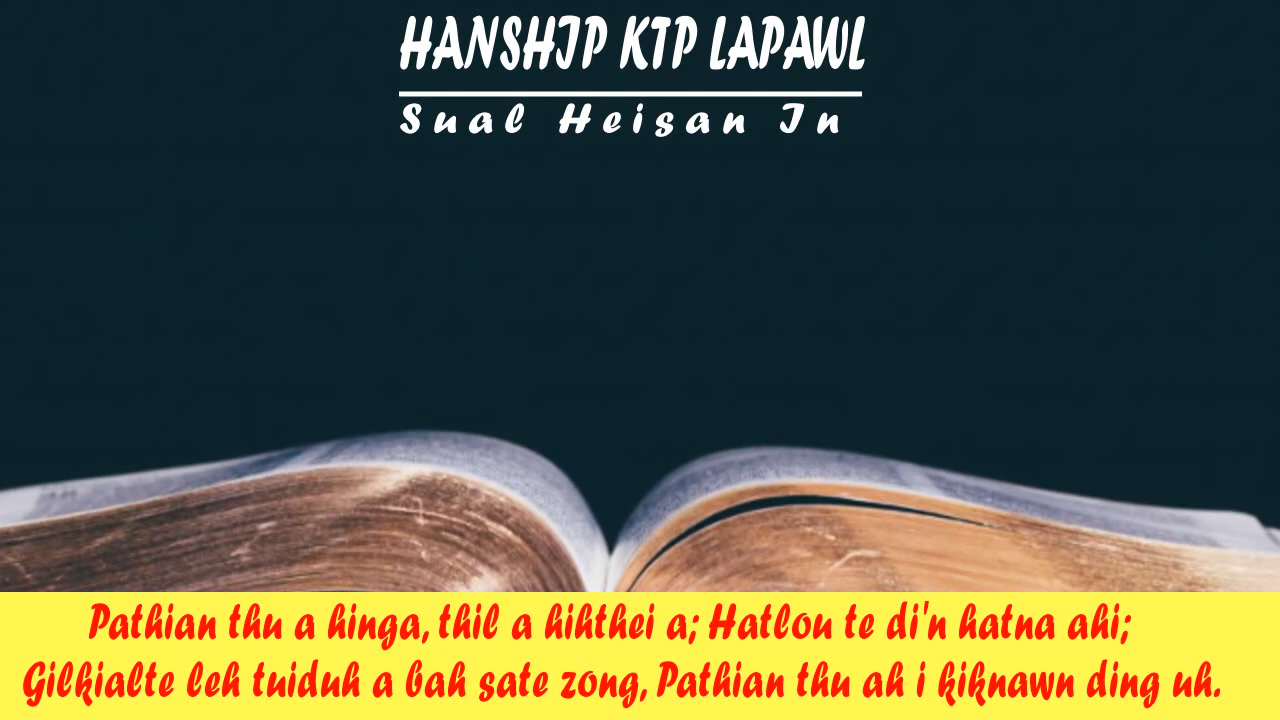 HANSHIP KTP LAPAWL
Sual Heisan In
Pathian thu a hinga, thil a hihthei a; Hatlou te di'n hatna ahi;
Gilkialte leh tuiduh a bah sate zong, Pathian thu ah i kiknawn ding uh.